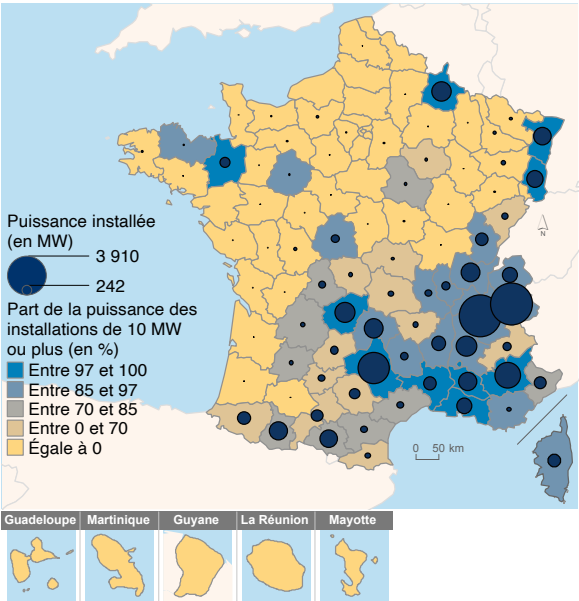 N
Puissance installée
(en MW)
3 910
242
Part de la puissance des
installations de 10 MW
ou plus (en %)
Entre 97 et 100
Entre 85 et 97
Entre 70 et 85
Entre 0 et 70
Égale à 0
0 50 km
Guadeloupe Martinique Guyane La Réunion Mayotte